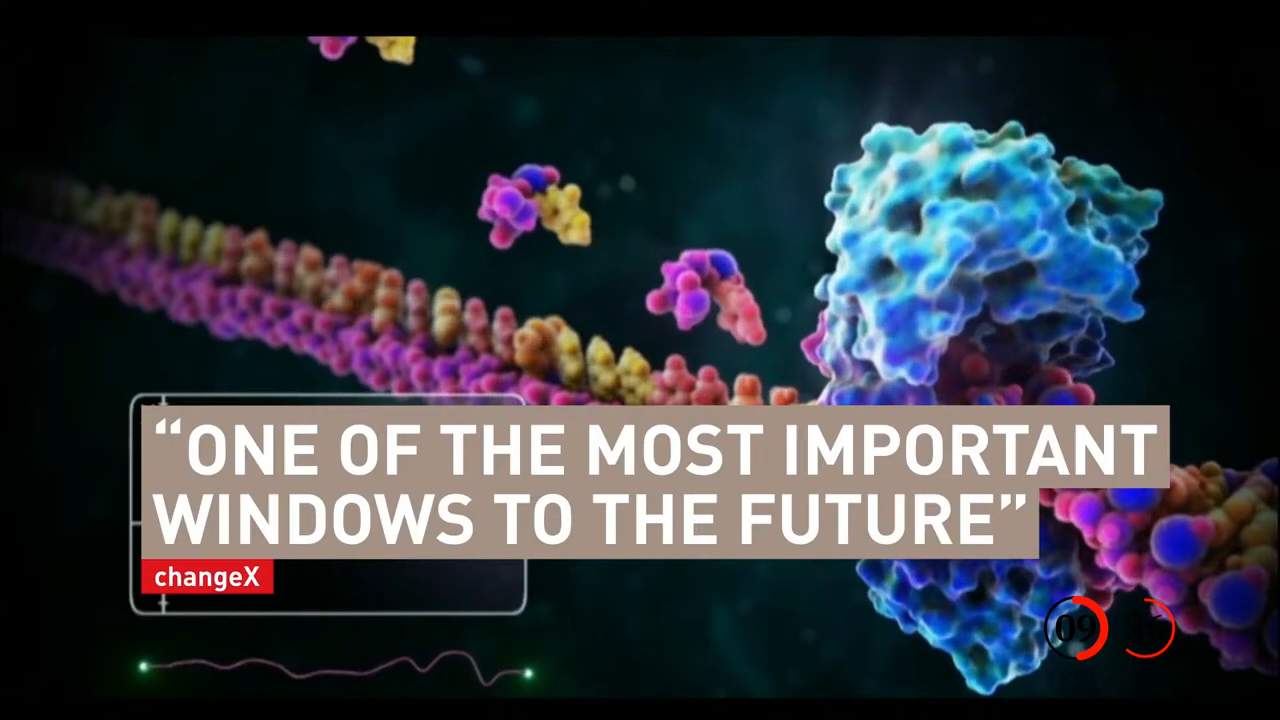 “ONE OF THE MOST IMPORTANT
WINDOWS TO THE FUTURE”
changeX
09